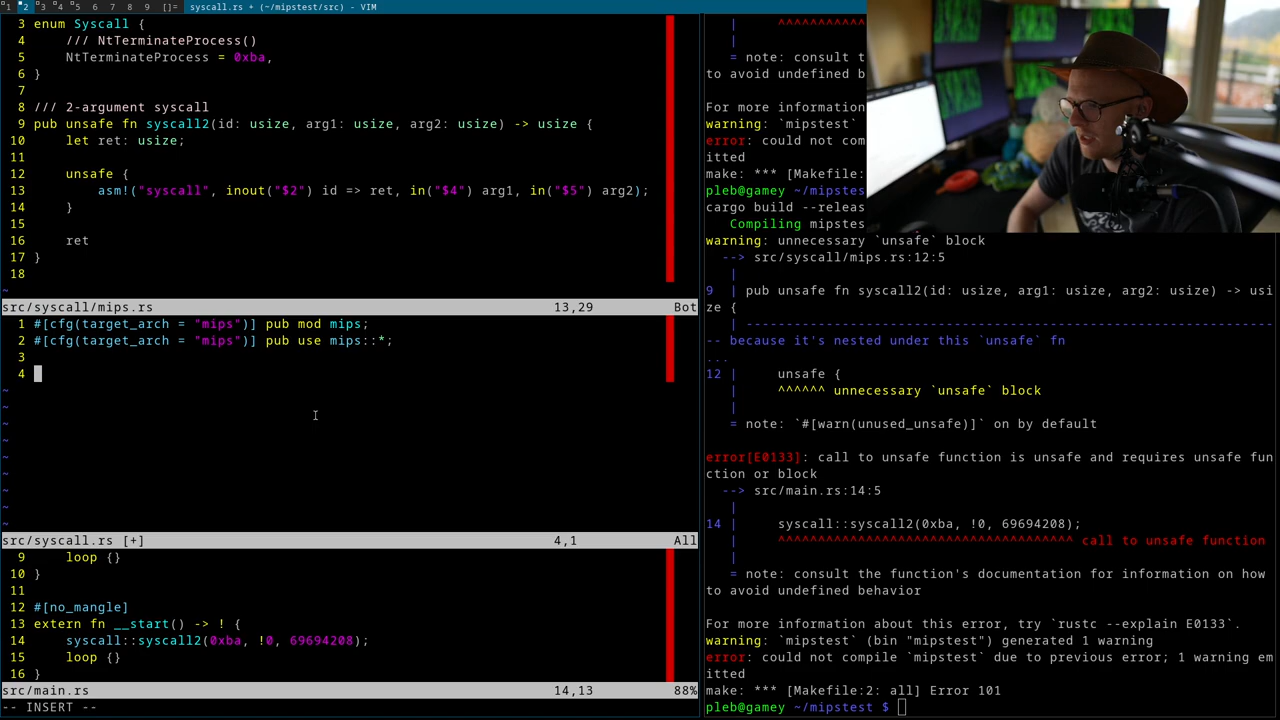 1 2 3 4 5 6 7 8 9 []= syscall.rs + (~/mipstest/src) - VIM
3 enum Syscall {
4     /// NtTerminateProcess()
5     NtTerminateProcess = 0xba,
6 }
7
8 /// 2-argument syscall
9 pub unsafe fn syscall2(id: usize, arg1: usize, arg2: usize) -> usize {
10     let ret: usize;
11
12     unsafe {
13         asm!("syscall", inout("$2") id => ret, in("$4") arg1, in("$5") arg2);
14     }
15
16     ret
17 }
18
~
src/syscall/mips.rs 13,29 Bot
1 #[cfg(target_arch = "mips")] pub mod mips;
2 #[cfg(target_arch = "mips")] pub use mips::*;
3
4
~
~
~
~
~
~
~
~
~
src/syscall.rs [+] 4,1 All
9     loop {}
10 }
11
12 #[no_mangle]
13 extern fn __start() -> ! {
14     syscall::syscall2(0xba, !0, 69694208);
15     loop {}
16 }
src/main.rs 14,13 88%
-- INSERT --
|     ^^^^^^^^^^^
|
= note: consult t
to avoid undefined b
For more information
warning: `mipstest`
error: could not com
itted
make: *** [Makefile:
pleb@gamey ~/mipstes
cargo build --releas
Compiling mipstes
warning: unnecessary `unsafe` block
--> src/syscall/mips.rs:12:5
|
9 | pub unsafe fn syscall2(id: usize, arg1: usize, arg2: usize) -> usi
ze {
| --------------------------------------------------------------------
-- because it's nested under this `unsafe` fn
...
12 |     unsafe {
|     ^^^^^^ unnecessary `unsafe` block
|
= note: `#[warn(unused_unsafe)]` on by default
error[E0133]: call to unsafe function is unsafe and requires unsafe fun
ction or block
--> src/main.rs:14:5
|
14 |     syscall::syscall2(0xba, !0, 69694208);
|     ^^^^^^^^^^^^^^^^^^^^^^^^^^^^^^^^^^^^^ call to unsafe function
|
= note: consult the function's documentation for information on how
to avoid undefined behavior
For more information about this error, try `rustc --explain E0133`.
warning: `mipstest` (bin "mipstest") generated 1 warning
error: could not compile `mipstest` due to previous error; 1 warning em
itted
make: *** [Makefile:2: all] Error 101
pleb@gamey ~/mipstest $